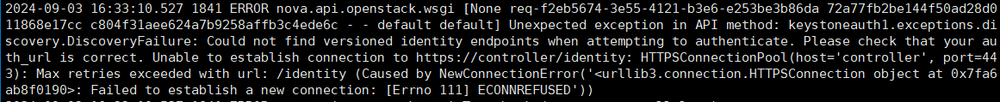 2024-09-03 16:33:10.527 1841 ERROR nova.api.openstack.wsgi [None req-f2eb5674-3e55-4121-b3e6-e253be3b86da 72a77fb2be144f50ad28d0
11868e17cc c804f31aee624a7b9258affb3c4ede6c - - default default] Unexpected exception in API method: keystoneauth1.exceptions.di
scovery.DiscoveryFailure: Could not find versioned identity endpoints when attempting to authenticate. Please check that your au
th_url is correct. Unable to establish connection to https://controller/identity: HTTPSConnectionPool(host='controller', port=44
3): Max retries exceeded with url: /identity (Caused by NewConnectionError('<urllib3.connection.HTTPSConnection object at 0x7fa6
ab8f0190>: Failed to establish a new connection: [Errno 111] ECONNREFUSED'))